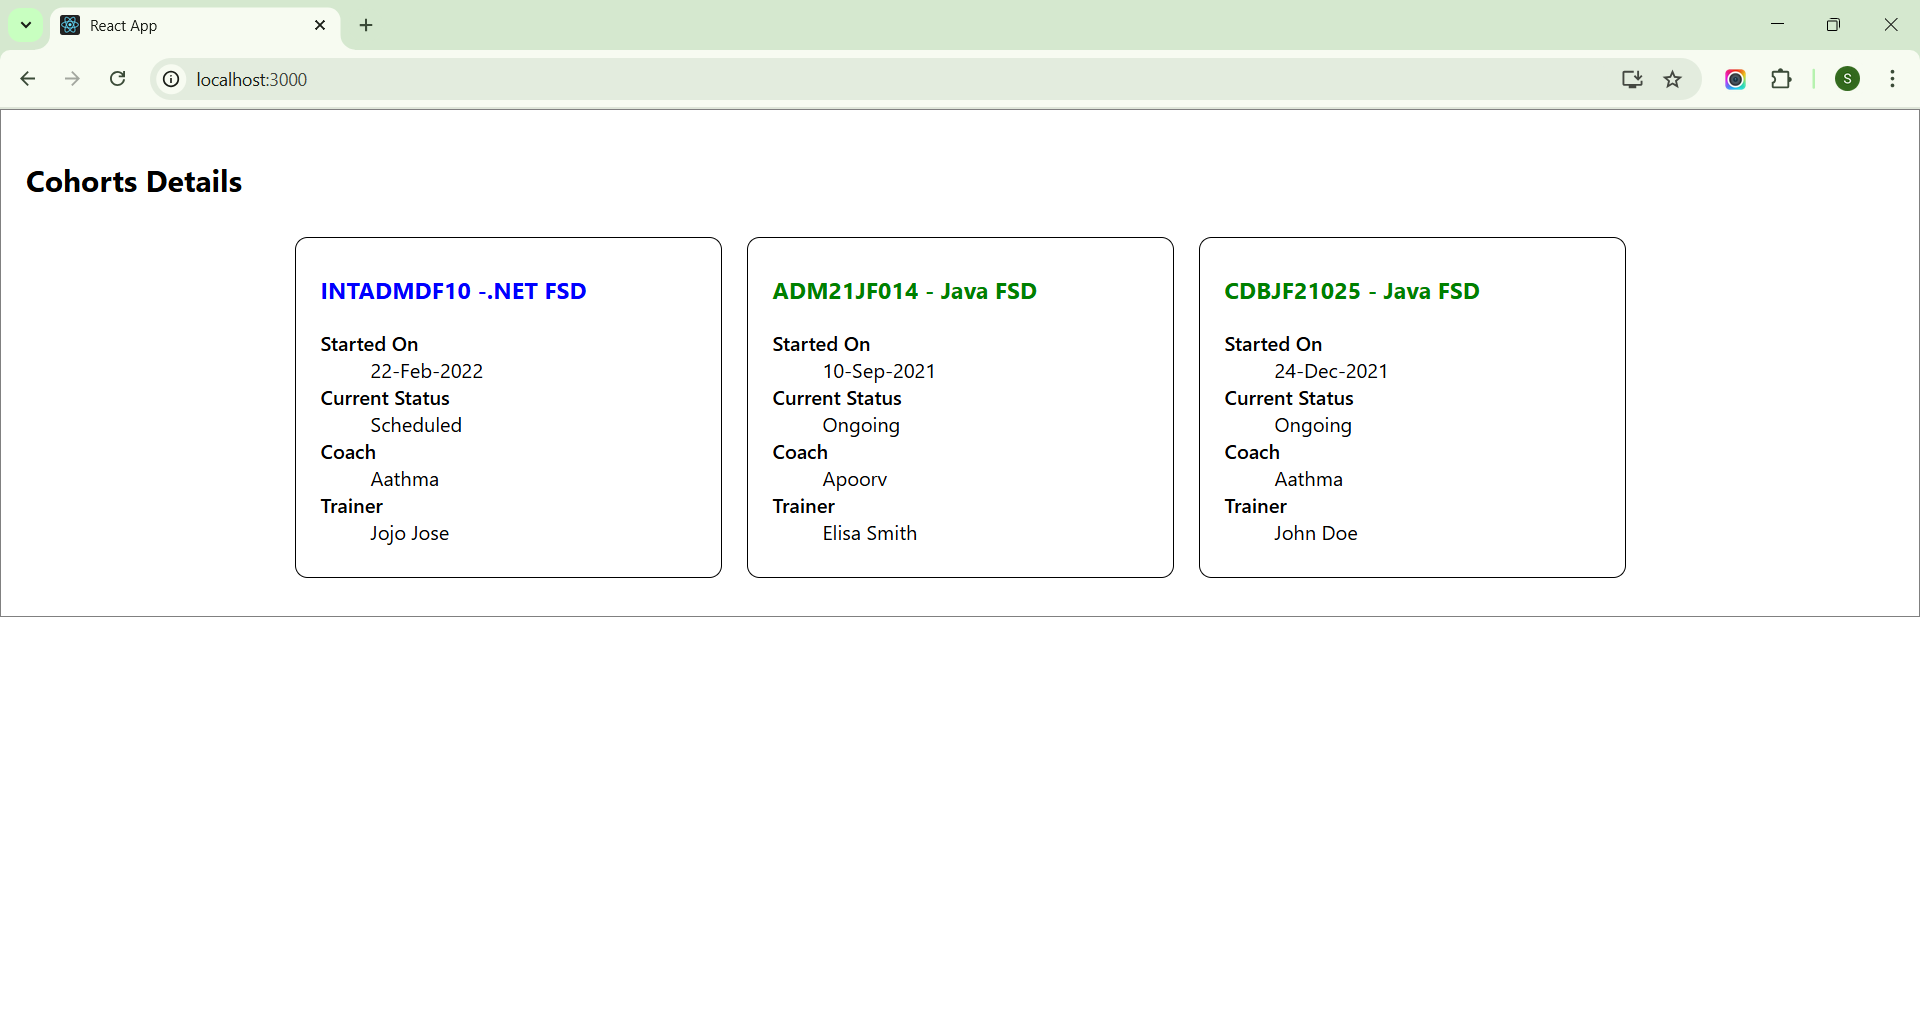 React App
localhost:3000
S
Cohorts Details
INTADMDF10 -.NET FSD
Started On
22-Feb-2022
Current Status
Scheduled
Coach
Aathma
Trainer
Jojo Jose
ADM21JF014 - Java FSD
Started On
10-Sep-2021
Current Status
Ongoing
Coach
Apoorv
Trainer
Elisa Smith
CDBJF21025 - Java FSD
Started On
24-Dec-2021
Current Status
Ongoing
Coach
Aathma
Trainer
John Doe